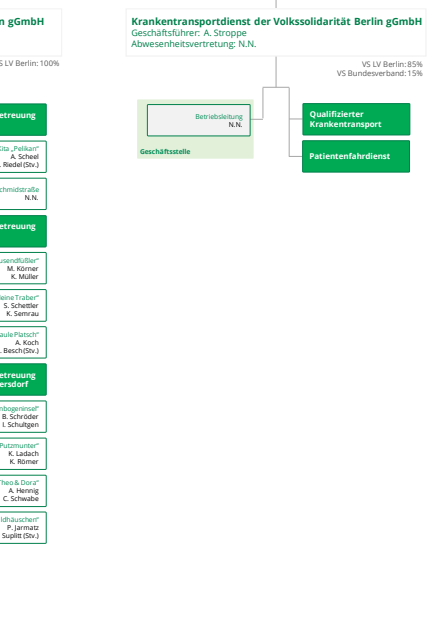 n gGmbH
S LV Berlin: 100%
etreuung
Kita „Pelikan“
A. Scheel
. Riedel (Stv.)
chmidstraße
N.N.
etreuung
usendfüßler“
M. Körner
K. Müller
leine Traber“
S. Schettler
K. Semrau
aule Platsch“
A. Koch
. Besch (Stv.)
etreuung
ersdorf
nbogeninsel“
B. Schröder
I. Schultgen
Putzmunter“
K. Ladach
K. Römer
Theo & Dora“
A. Hennig
C. Schwabe
ldhäuschen“
P. Jarmatz
Suplitt (Stv.)
Krankentransportdienst der Volkssolidarität Berlin gGmbH
Geschäftsführer: A. Stroppe
Abwesenheitsvertretung: N.N.
VS LV Berlin: 85%
VS Bundesverband: 15%
Betriebsleitung
N.N.
Geschäftsstelle
Qualifizierter
Krankentransport
Patientenfahrdienst